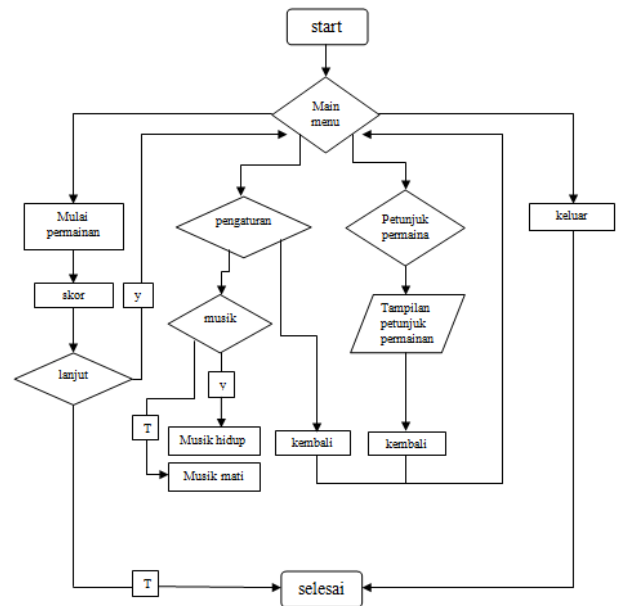 start
Main
menu
Mulai
permainan
pengaturan
Petunjuk
permaina
keluar
skor
y
musik
Tampilan
petunjuk
permainan
lanjut
v
T
Musik hidup
kembali
kembali
Musik mati
T
selesai